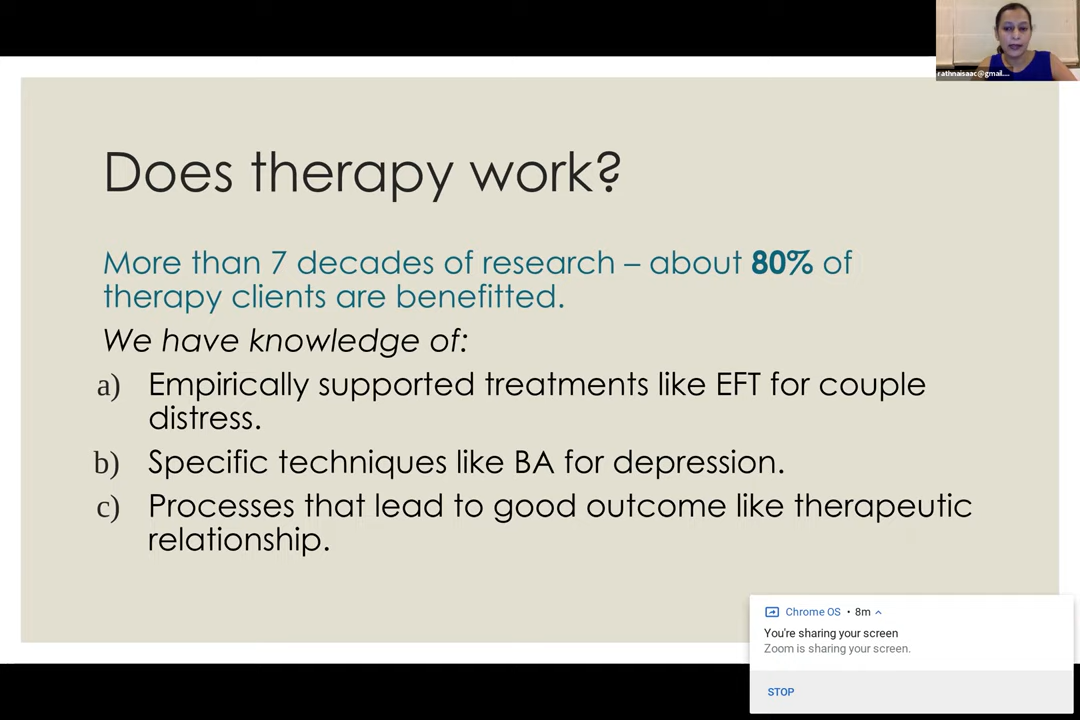 rathnaisaac@gmail....
Does therapy work?
More than 7 decades of research – about 80% of
therapy clients are benefitted.
We have knowledge of:
a) Empirically supported treatments like EFT for couple
distress.
b) Specific techniques like BA for depression.
c) Processes that lead to good outcome like therapeutic
relationship.
Chrome OS • 8m
You're sharing your screen
Zoom is sharing your screen.
STOP